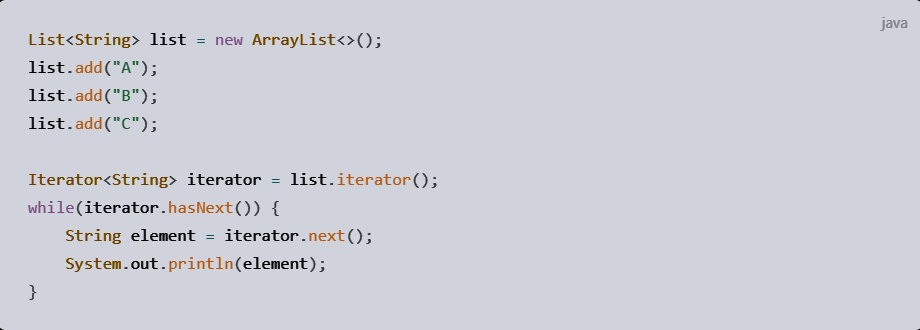 java
List<String> list = new ArrayList<>();
list.add("A");
list.add("B");
list.add("C");

Iterator<String> iterator = list.iterator();
while(iterator.hasNext()) {
    String element = iterator.next();
    System.out.println(element);
}